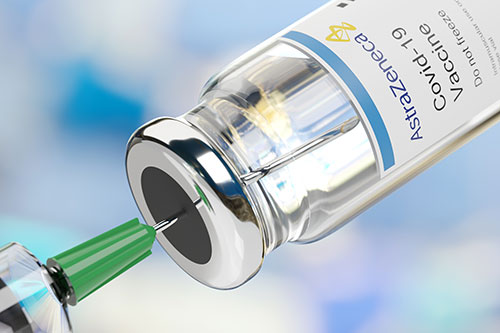 AstraZeneca
Covid-19
Vaccine
Do not freeze